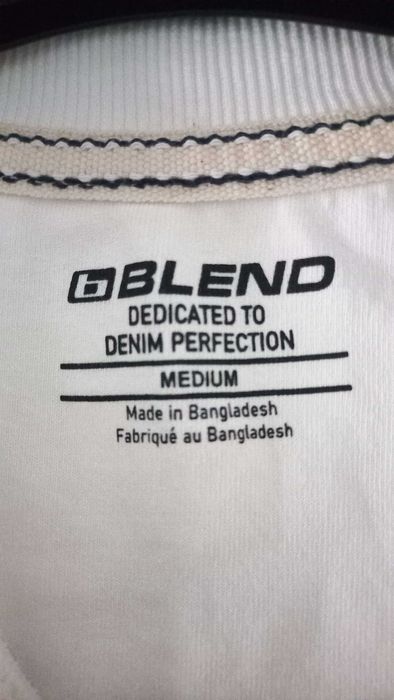 BLEND
DEDICATED TO
DENIM PERFECTION
MEDIUM
Made in Bangladesh
Fabriqué au Bangladesh